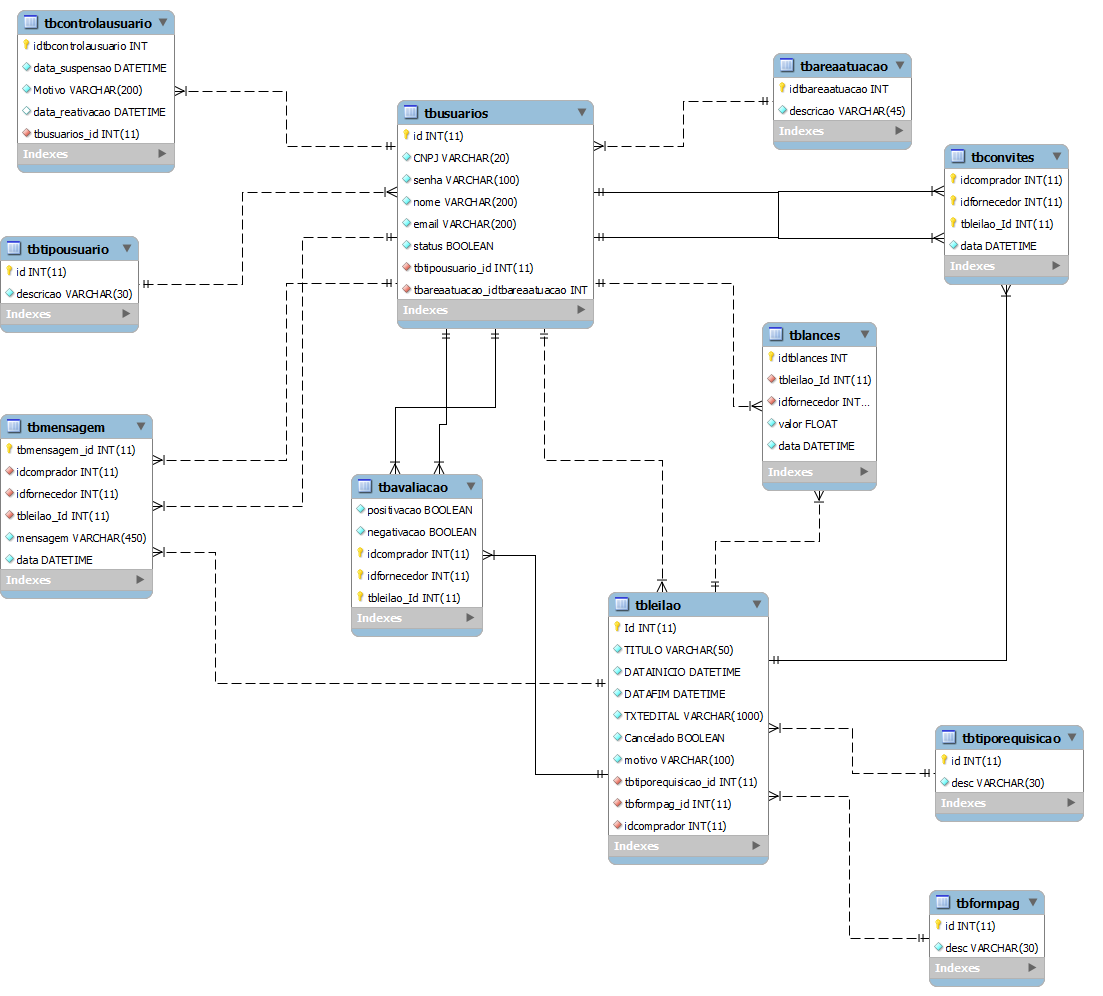 tbcontrolausuario
idtbcontrolausuario INT
data_suspensao DATETIME
Motivo VARCHAR(200)
data_reativacao DATETIME
tbusuarios_id INT(11)
Indexes
tbusuarios
id INT(11)
CNPJ VARCHAR(20)
senha VARCHAR(100)
nome VARCHAR(200)
email VARCHAR(200)
status BOOLEAN
tbtipousuario_id INT(11)
tbareaatuacao_idtbareaatuacao INT
Indexes
tbareaatuacao
idtbareaatuacao INT
descricao VARCHAR(45)
Indexes
tbconvites
idcomprador INT(11)
idfornecedor INT(11)
tbleilao_Id INT(11)
data DATETIME
Indexes
tbtipousuario
id INT(11)
descricao VARCHAR(30)
Indexes
tblances
idtblances INT
tbleilao_Id INT(11)
idfornecedor INT...
valor FLOAT
data DATETIME
Indexes
tbmensagem
tbmensagem_id INT(11)
idcomprador INT(11)
idfornecedor INT(11)
tbleilao_Id INT(11)
mensagem VARCHAR(450)
data DATETIME
Indexes
tbavaliacao
positivacao BOOLEAN
negativacao BOOLEAN
idcomprador INT(11)
idfornecedor INT(11)
tbleilao_Id INT(11)
Indexes
tbleilao
Id INT(11)
TITULO VARCHAR(50)
DATAINICIO DATETIME
DATAFIM DATETIME
TXTEDITAL VARCHAR(1000)
Cancelado BOOLEAN
motivo VARCHAR(100)
tbtiporequisicao_id INT(11)
tbformpag_id INT(11)
idcomprador INT(11)
Indexes
tbtiporequisicao
id INT(11)
desc VARCHAR(30)
Indexes
tbformpag
id INT(11)
desc VARCHAR(30)
Indexes